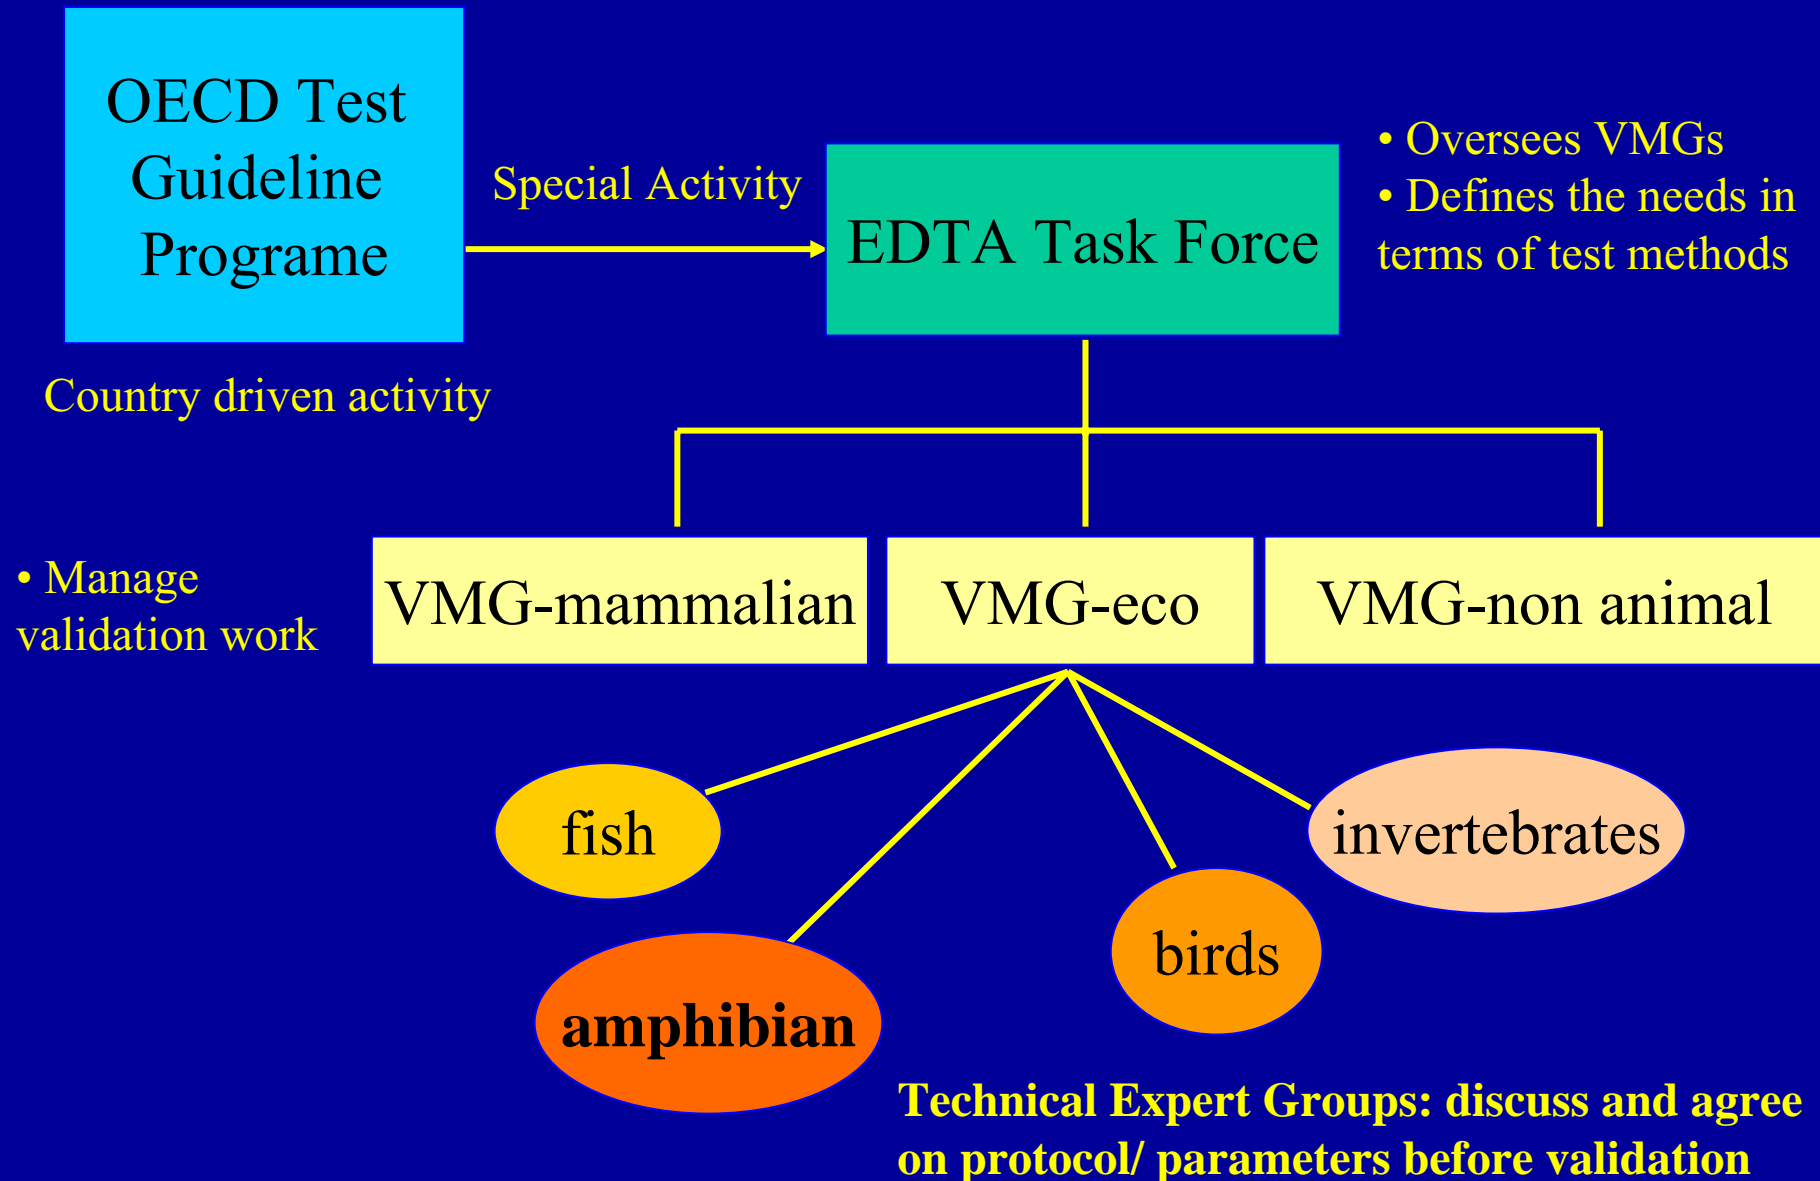 OECD Test
Guideline
Programe
Special Activity
EDTA Task Force
• Oversees VMGs
• Defines the needs in
terms of test methods
Country driven activity
• Manage
validation work
VMG-mammalian
VMG-eco
VMG-non animal
fish
invertebrates
birds
amphibian
Technical Expert Groups: discuss and agree
on protocol/ parameters before validation